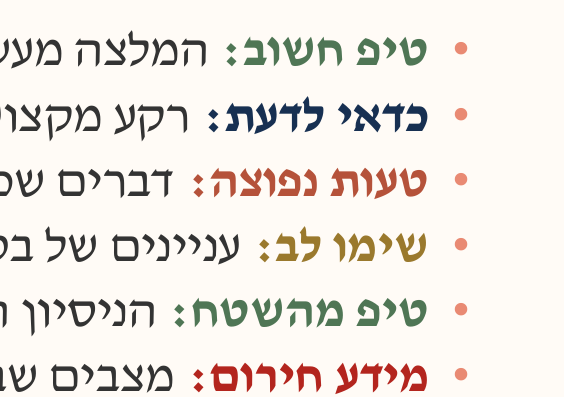 טיפ חשוב: המלצה
כדאי לדעת: רקע
טעות נפוצה: דברים
שימו לב: עניינים של
טיפ מהשטח: הניסיון
מידע חירום: מצבים